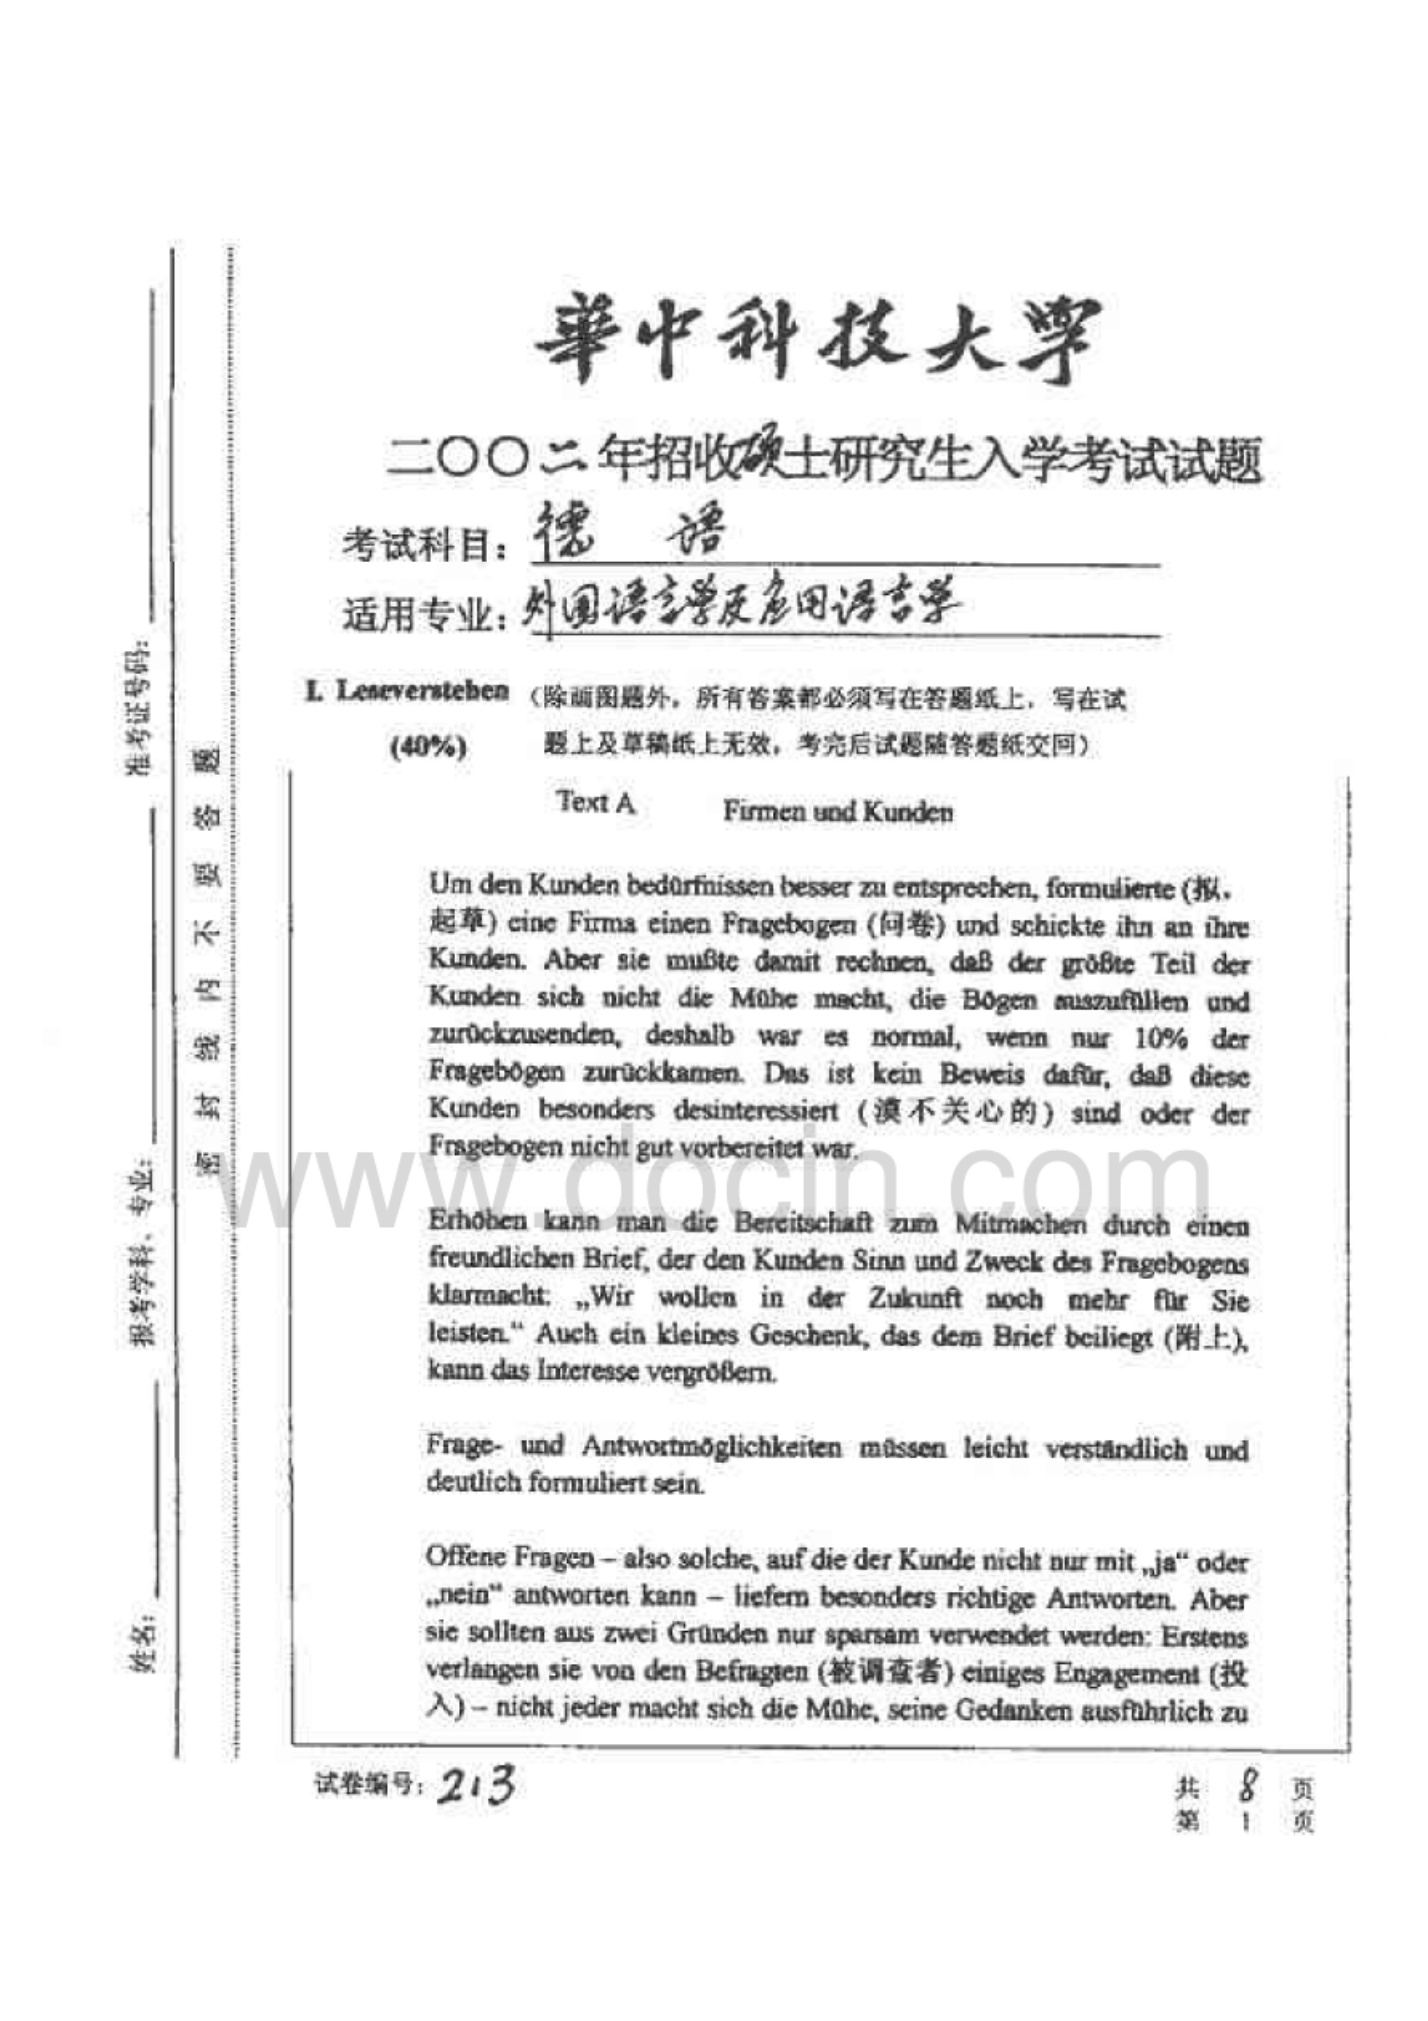 華中科技大学
二〇〇二年招收硕士研究生入学考试试题
考试科目：德 语
适用专业：外国语言学及应用语言学
I. Leseverstehen （除画图题外，所有答案都必须写在答题纸上，写在试
(40%) 题上及草稿纸上无效，考完后试题随答题纸交回）
Text A Firmen und Kunden
Um den Kunden bedürfnissen besser zu entsprechen, formulierte (拟，
起草) eine Firma einen Fragebogen (问卷) und schickte ihn an ihre
Kunden. Aber sie mußte damit rechnen, daß der größte Teil der
Kunden sich nicht die Mühe macht, die Bögen auszufüllen und
zurückzusenden, deshalb war es normal, wenn nur 10% der
Fragebögen zurückkamen. Das ist kein Beweis dafür, daß diese
Kunden besonders desinteressiert (漠不关心的) sind oder der
Fragebogen nicht gut vorbereitet war.
Erhöhen kann man die Bereitschaft zum Mitmachen durch einen
freundlichen Brief, der den Kunden Sinn und Zweck des Fragebogens
klarmacht: „Wir wollen in der Zukunft noch mehr für Sie
leisten.“ Auch ein kleines Geschenk, das dem Brief beiliegt (附上),
kann das Interesse vergrößern.
Frage- und Antwortmöglichkeiten müssen leicht verständlich und
deutlich formuliert sein.
Offene Fragen – also solche, auf die der Kunde nicht nur mit „ja“ oder
„nein“ antworten kann – liefern besonders richtige Antworten. Aber
sie sollten aus zwei Gründen nur sparsam verwendet werden: Erstens
verlangen sie von den Befragten (被调查者) einiges Engagement (投
入) – nicht jeder macht sich die Mühe, seine Gedanken ausführlich zu
试卷编号：213
共 8 页
第 1 页
准考证号码：
报考学科、专业：
姓名：
密封线内不要答题
www.docin.com